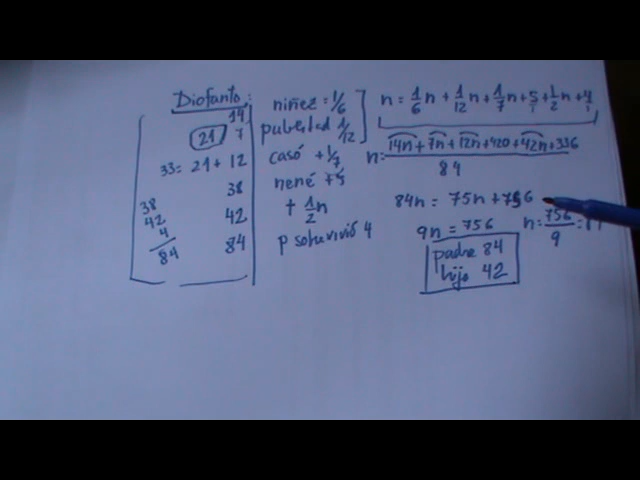 Diofanto:
14
21 7
33= 21+ 12
38
38
42
4
84
42
84
niñez = 1/6
pubertad 1/12
casó + 1/7
nené +5
+ 1/2 n
p sobrevivió 4
n = 1/6 n + 1/12 n + 1/7 n + 5/1 + 1/2 n + 4/1
n = 14n + 7n + 12n + 420 + 42n + 336
84
84n = 75n + 756
9n = 756 n = 756/9 =
padre 84
hijo 42